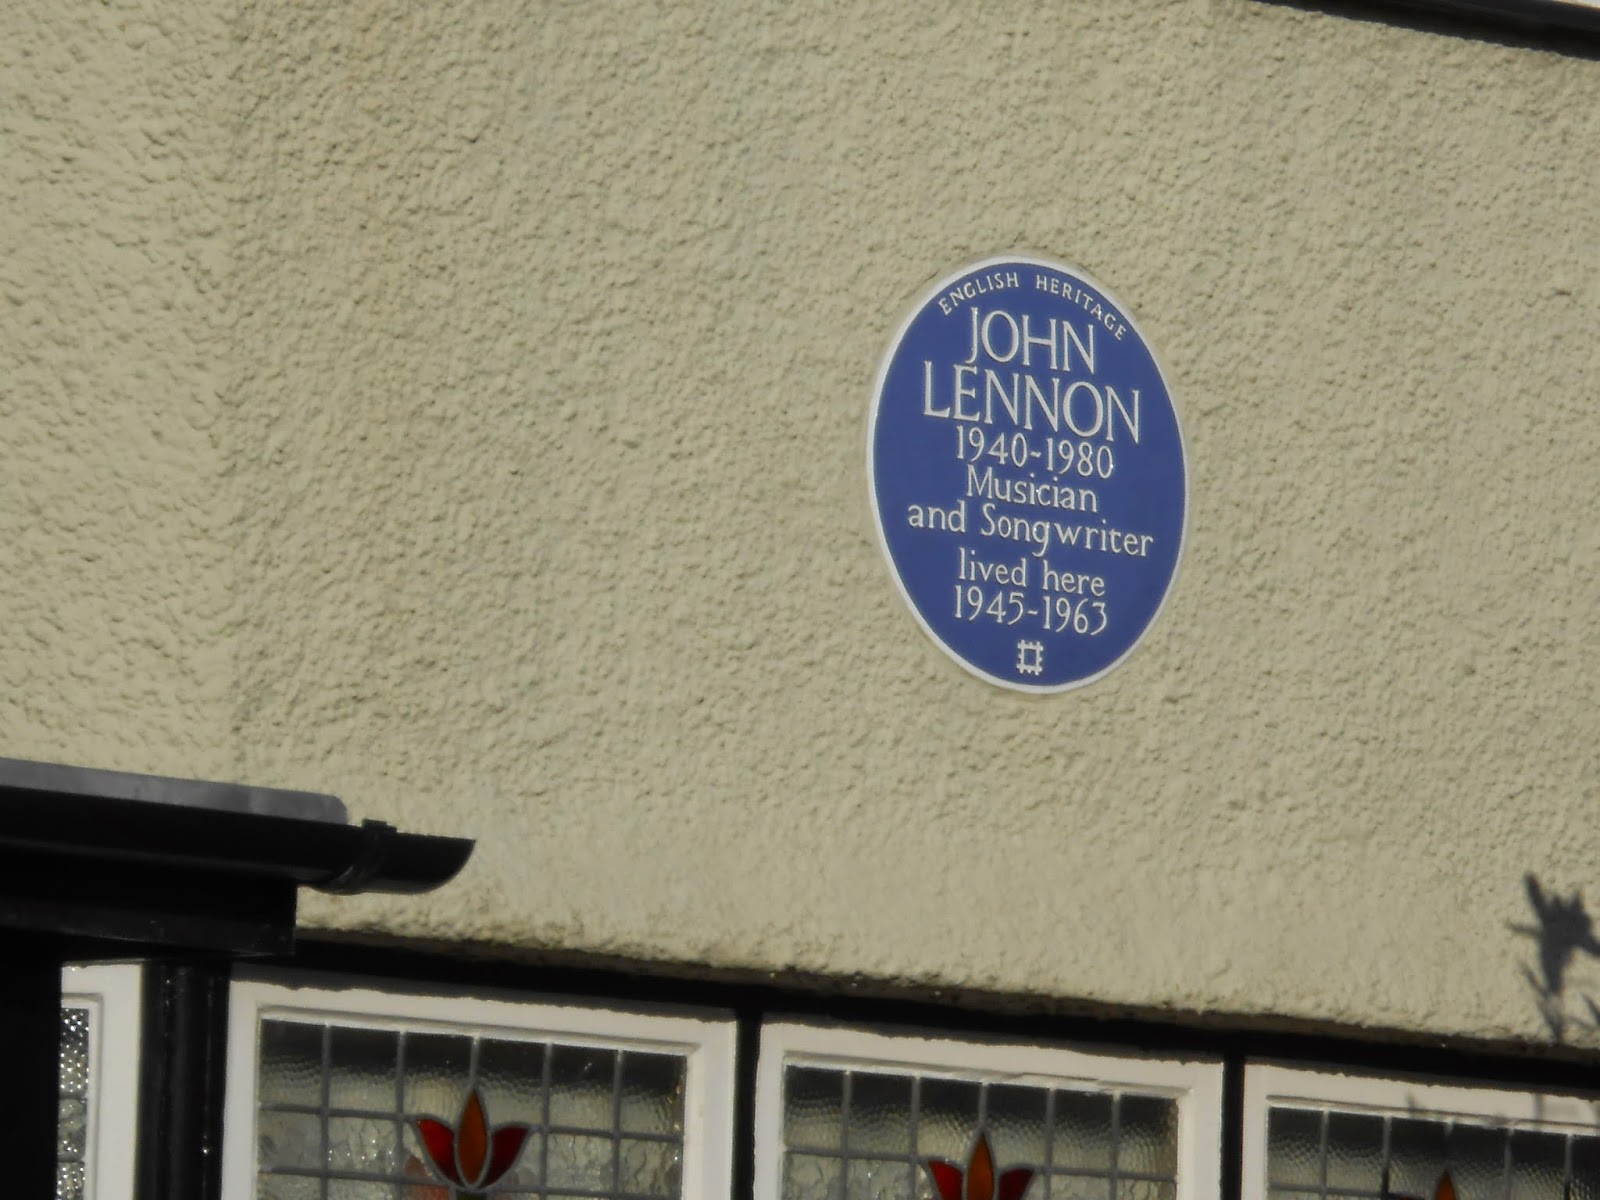 ENGLISH HERITAGE
JOHN
LENNON
1940-1980
Musician
and Songwriter
lived here
1945-1963